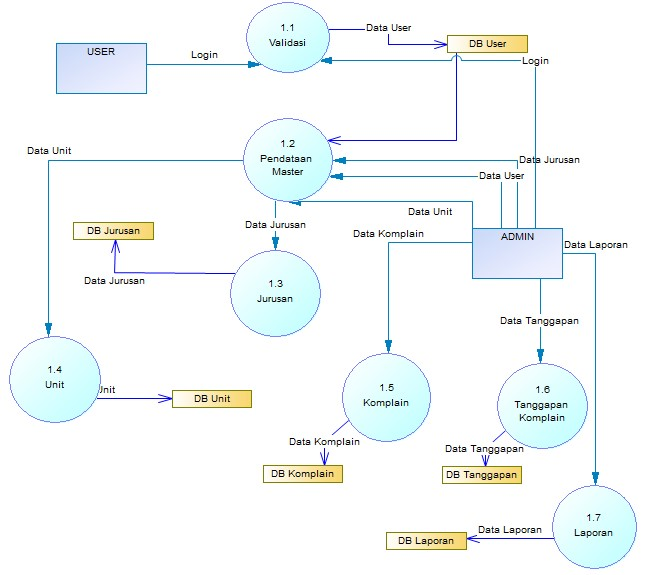 1.1
Validasi
Data User
DB User
USER
Login
Login
1.2
Pendataan
Master
Data Unit
Data Jurusan
Data User
Data Unit
Data Jurusan
DB Jurusan
Data Komplain
ADMIN
Data Laporan
Data Jurusan
1.3
Jurusan
Data Tanggapan
1.4
Unit
Unit
DB Unit
1.5
Komplain
1.6
Tanggapan
Komplain
Data Komplain
Data Tanggapan
DB Komplain
DB Tanggapan
1.7
Laporan
Data Laporan
DB Laporan